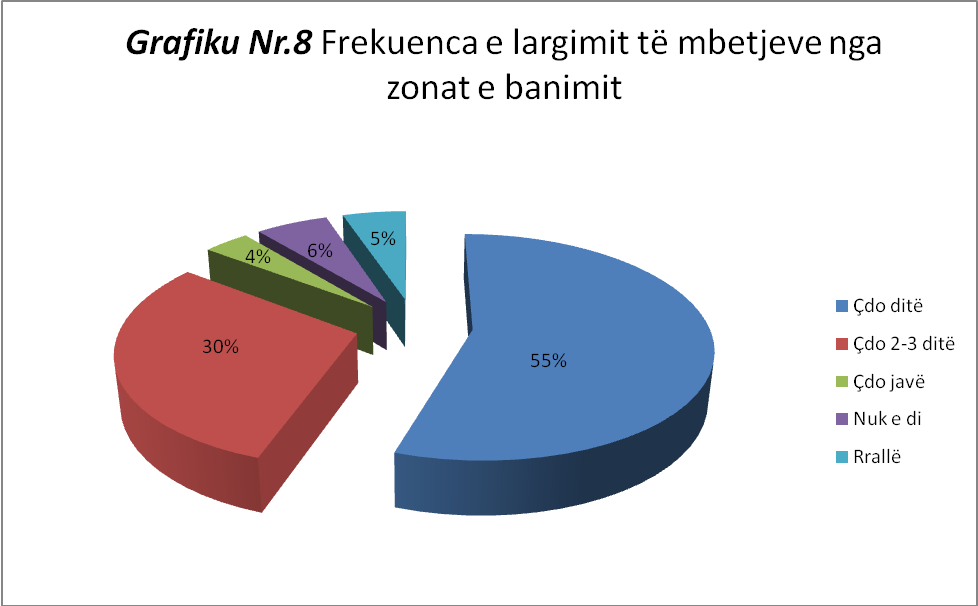 Grafiku Nr.8 Frekuenca e largimit të mbetjeve nga
zonat e banimit
5%
6%
4%
30%
55%
Çdo ditë
Çdo 2-3 ditë
Çdo javë
Nuk e di
Rrallë